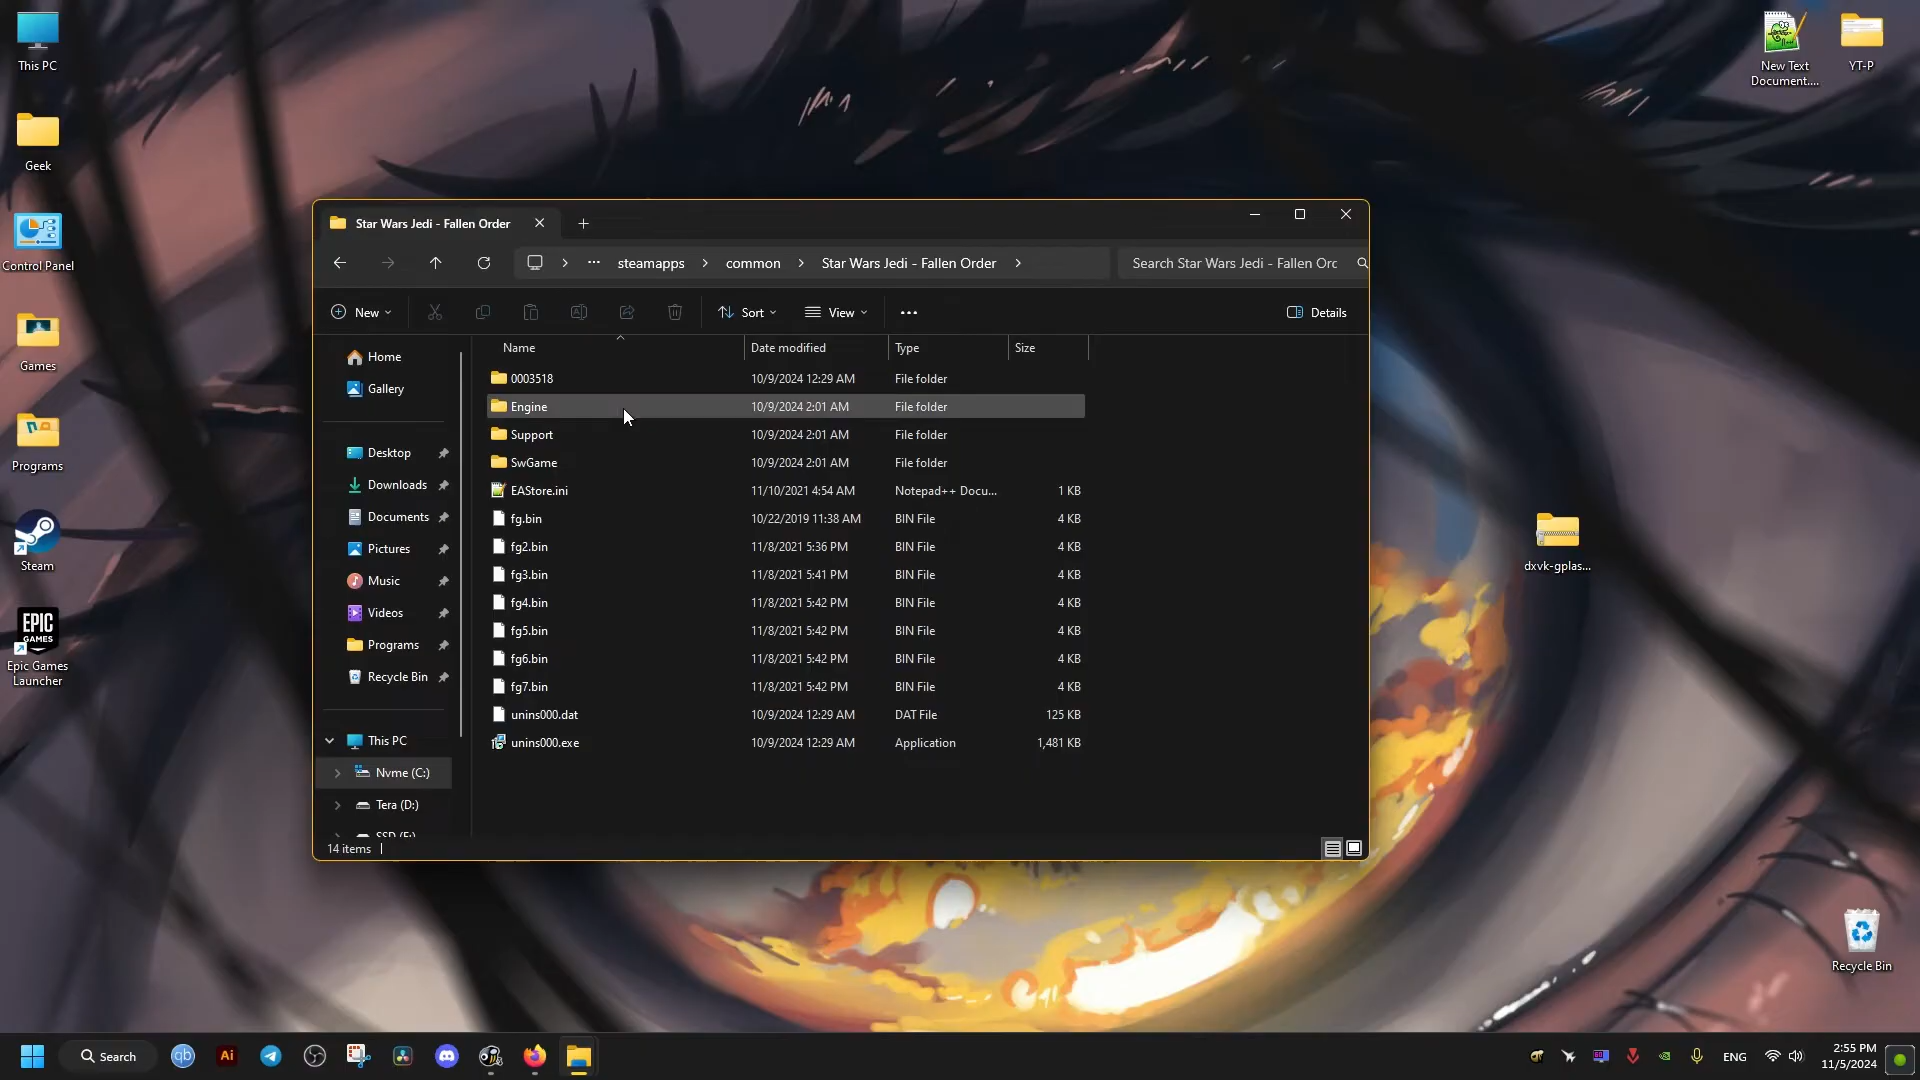 This PC
Geek
Control Panel
Games
Programs
Steam
EPIC
GAMES
Epic Games
Launcher
New Text
Document....
YT-P
dxvk-gplas...
Recycle Bin
Star Wars Jedi - Fallen Order
steamapps
common
Star Wars Jedi - Fallen Order
Search Star Wars Jedi - Fallen Orc
New
Sort
View
Details
Home
Gallery
Desktop
Downloads
Documents
Pictures
Music
Videos
Programs
Recycle Bin
This PC
Nvme (C:)
Tera (D:)
Name Date modified Type Size
0003518 10/9/2024 12:29 AM File folder
Engine 10/9/2024 2:01 AM File folder
Support 10/9/2024 2:01 AM File folder
SwGame 10/9/2024 2:01 AM File folder
EAStore.ini 11/10/2021 4:54 AM Notepad++ Docu... 1 KB
fg.bin 10/22/2019 11:38 AM BIN File 4 KB
fg2.bin 11/8/2021 5:36 PM BIN File 4 KB
fg3.bin 11/8/2021 5:41 PM BIN File 4 KB
fg4.bin 11/8/2021 5:42 PM BIN File 4 KB
fg5.bin 11/8/2021 5:42 PM BIN File 4 KB
fg6.bin 11/8/2021 5:42 PM BIN File 4 KB
fg7.bin 11/8/2021 5:42 PM BIN File 4 KB
unins000.dat 10/9/2024 12:29 AM DAT File 125 KB
unins000.exe 10/9/2024 12:29 AM Application 1,481 KB
14 items
Search
qb
Ai
ENG
2:55 PM
11/5/2024